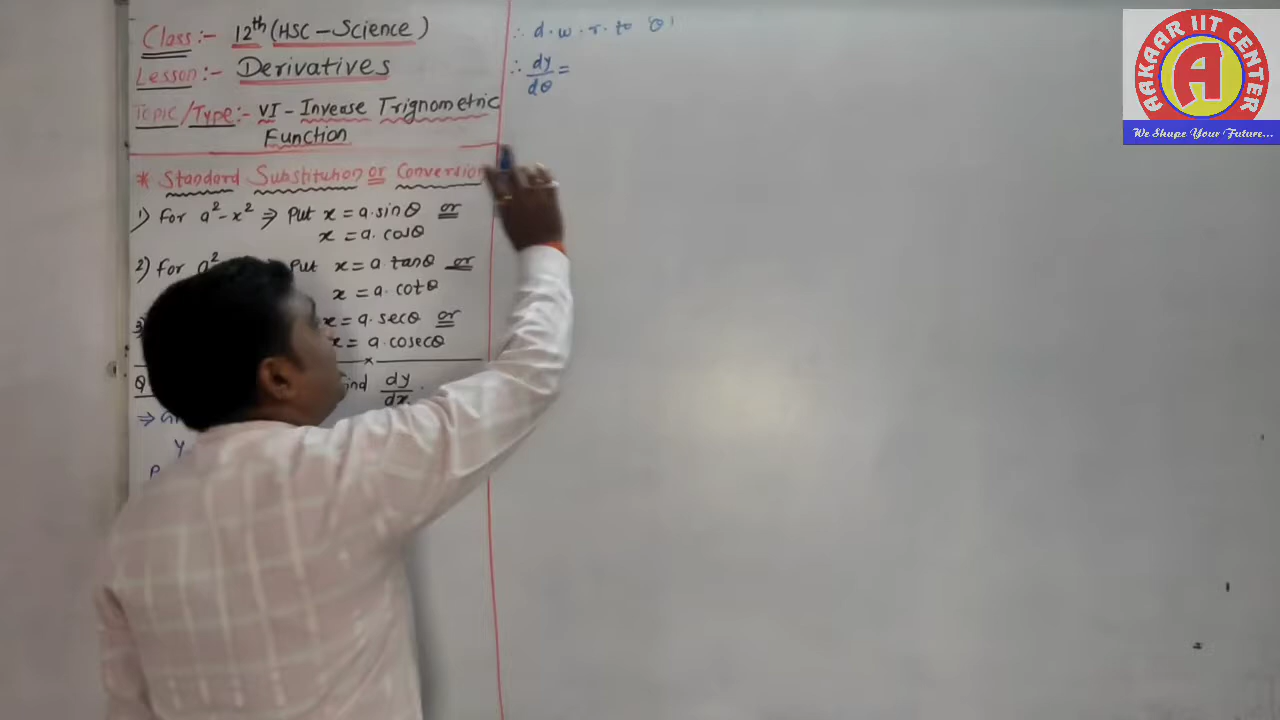 Class:- 12th (HSC - Science)
Lesson:- Derivatives
Topic/Type:- VI - Invease Trignometric
Function
* Standard Substitution or Conversion
1) For a² - x² ⇒ Put x = a.sinθ or
x = a. cosθ
2) For a² Put x = a. tanθ or
x = a. cotθ
3) x = a. secθ or
x = a. cosecθ
Q find dy/dx.
⇒
y
P
∴ d.w.r. to 'θ'
∴ dy/dθ =
AAKAAR IIT CENTER
A
We Shape Your Future...